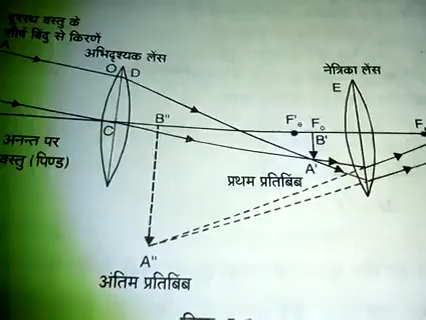 दूरस्थ वस्तु के
शीर्ष बिंदु से किरणें
A
अभिदृश्यक लेंस
O D
नेत्रिका लेंस
E
B"
F'ₒ
Fₒ
B'
F
C
अनन्त पर
वस्तु (पिण्ड)
A'
प्रथम प्रतिबिंब
A"
अंतिम प्रतिबिंब